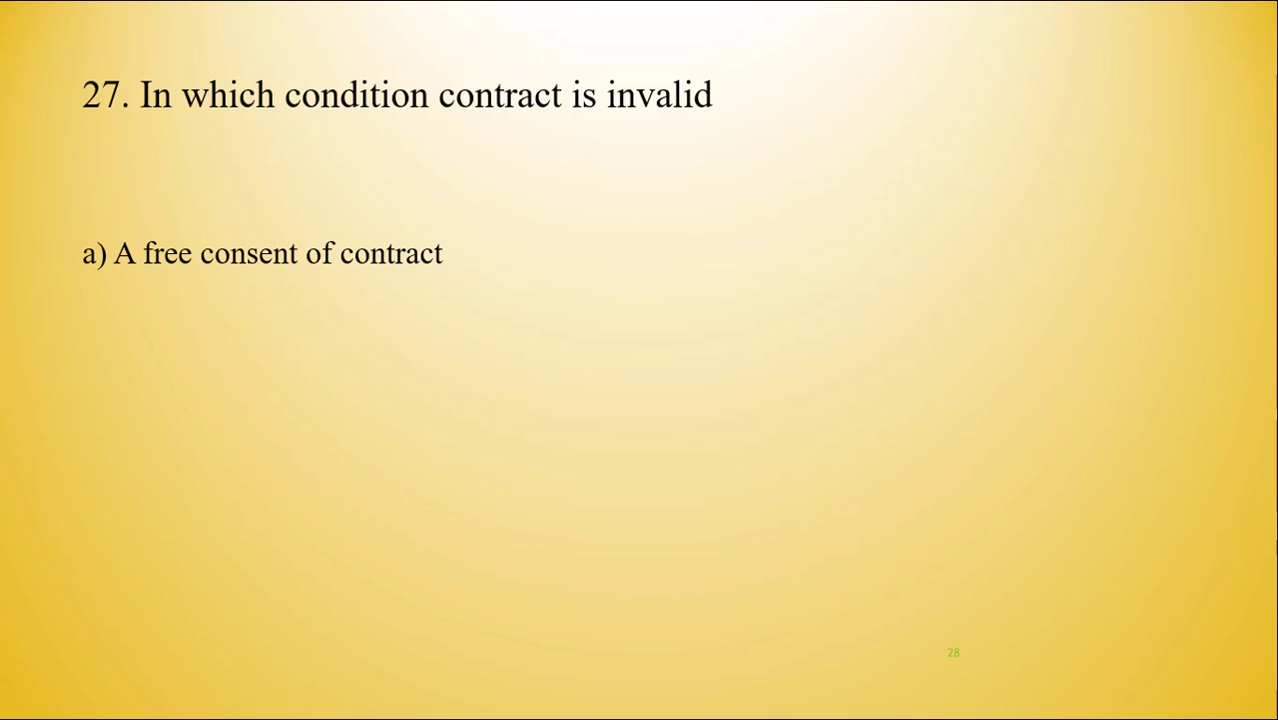 27. In which condition contract is invalid
a) A free consent of contract
28